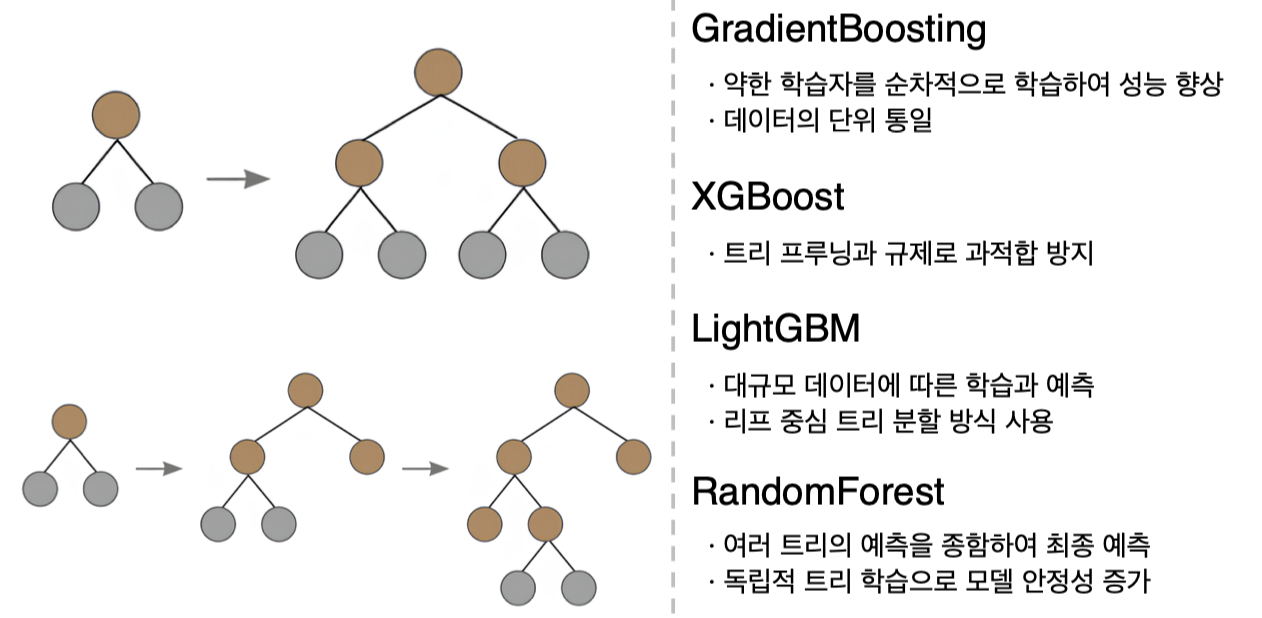 GradientBoosting
· 약한 학습자를 순차적으로 학습하여 성능 향상
· 데이터의 단위 통일
XGBoost
· 트리 프루닝과 규제로 과적합 방지
LightGBM
· 대규모 데이터에 따른 학습과 예측
· 리프 중심 트리 분할 방식 사용
RandomForest
· 여러 트리의 예측을 종합하여 최종 예측
· 독립적 트리 학습으로 모델 안정성 증가